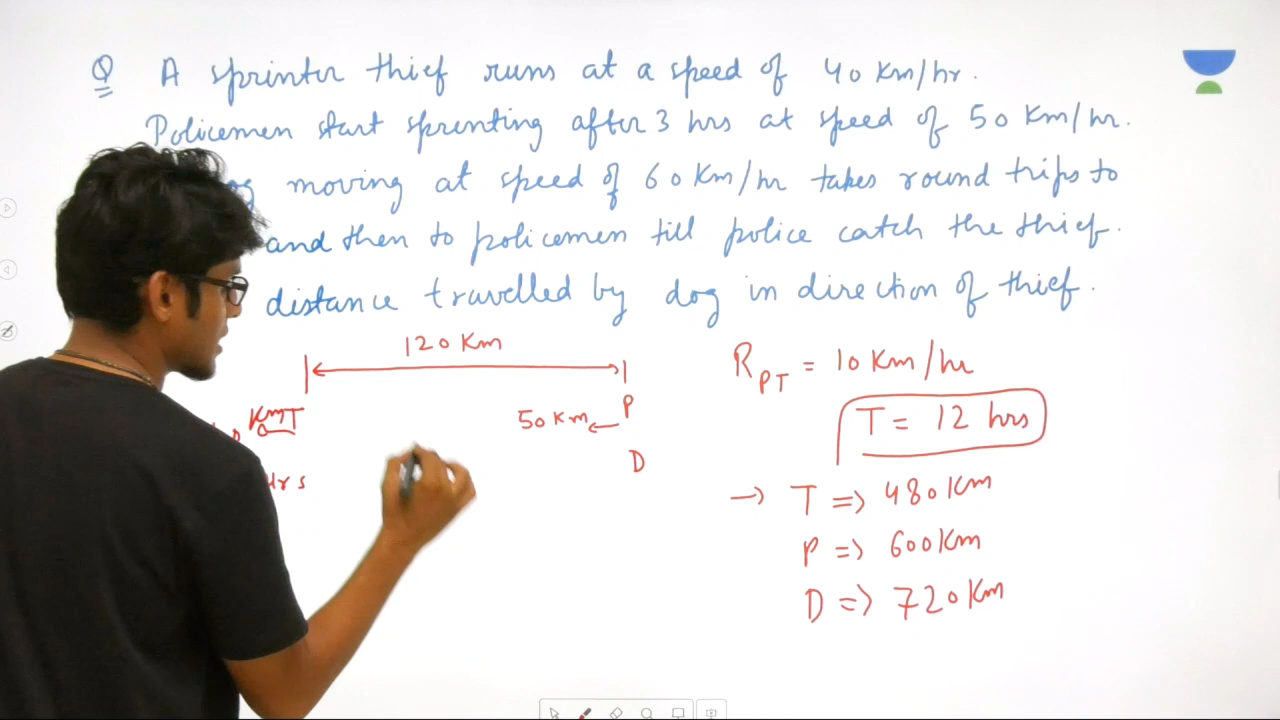 Q A sprinter thief runs at a speed of 40 Km/hr.
Policemen start sprinting after 3 hrs at speed of 50 Km/hr.
moving at speed of 60 Km/hr takes round trips to
and then to policemen till police catch the thief.
distance travelled by dog in direction of thief.
120 Km
R PT = 10 Km/hr
KmT
50 Km ← P
T = 12 hrs
D
Hrs
→ T => 480 Km
P => 600 Km
D => 720 Km